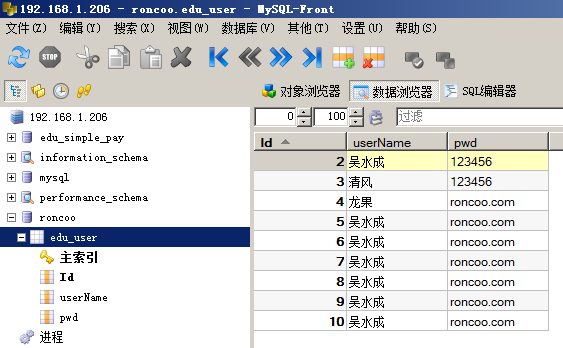 192.168.1.206 - roncoo.edu_user - MySQL-Front
文件(Z) 编辑(Y) 搜索(X) 视图(W) 数据库(V) 其他(T) 设置(U) 帮助(S)
对象浏览器 数据浏览器 SQL编辑器
192.168.1.206
edu_simple_pay
information_schema
mysql
performance_schema
roncoo
edu_user
主索引
Id
userName
pwd
进程
0 100 过滤
Id userName pwd
2 吴水成 123456
3 清风 123456
4 龙果 roncoo.com
5 吴水成 roncoo.com
6 吴水成 roncoo.com
7 吴水成 roncoo.com
8 吴水成 roncoo.com
9 吴水成 roncoo.com
10 吴水成 roncoo.com